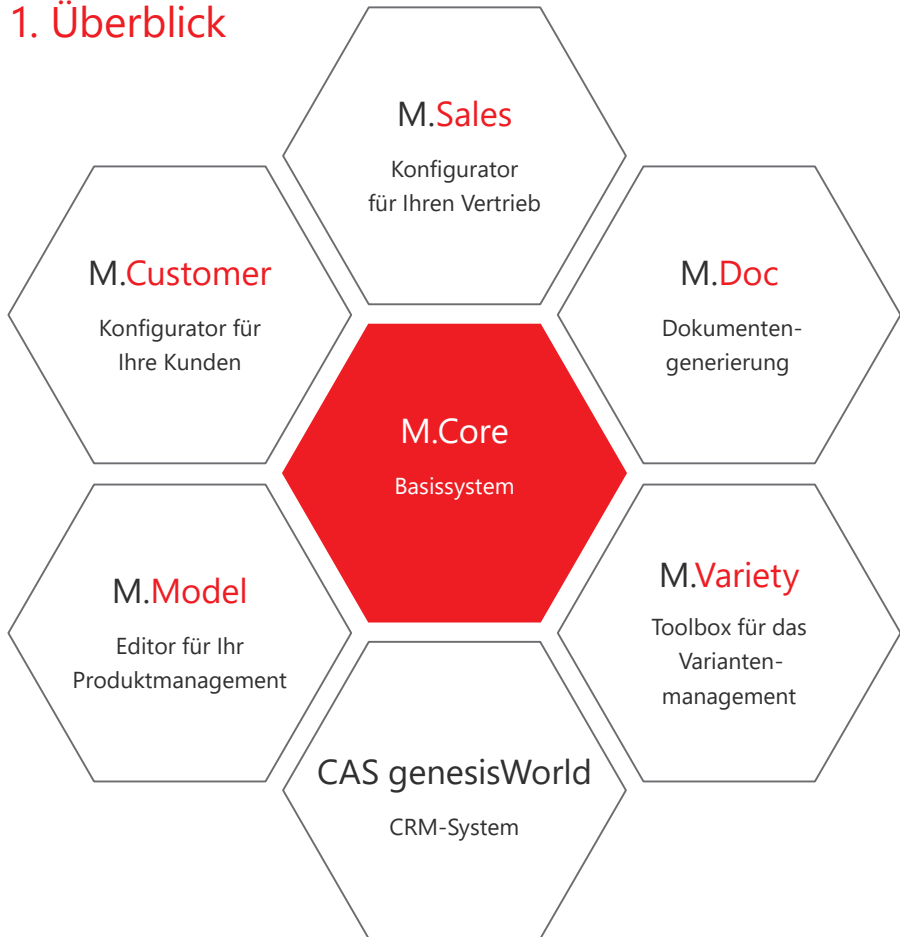 1. Überblick
M.Sales
Konfigurator
für Ihren Vertrieb
M.Customer
Konfigurator für
Ihre Kunden
M.Doc
Dokumenten-
generierung
M.Core
Basissystem
M.Model
Editor für Ihr
Produktmanagement
M.Variety
Toolbox für das
Varianten-
management
CAS genesisWorld
CRM-System